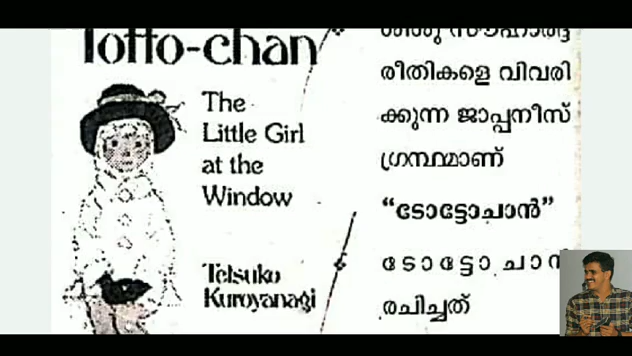 Totto-chan
The
Little Girl
at the
Window
Tetsuko
Kuroyanagi
രീതികളെ വിവരി
ക്കുന്ന ജാപ്പനീസ്
ഗ്രന്ഥമാണ്
“ടോട്ടോചാൻ”
ടോട്ടോ ചാൻ
രചിച്ചത്